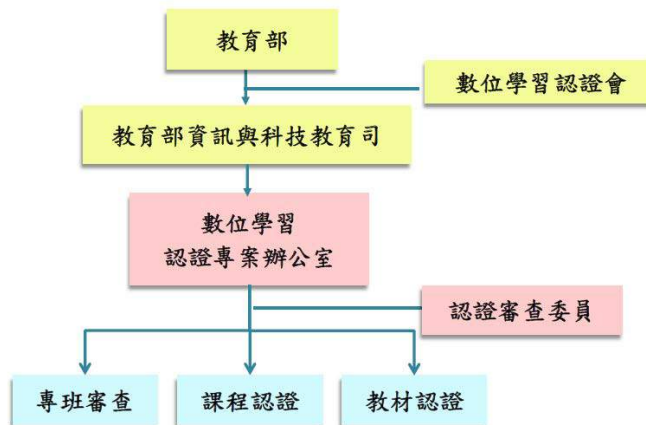 教育部
數位學習認證會
教育部資訊與科技教育司
數位學習
認證專案辦公室
認證審查委員
專班審查
課程認證
教材認證